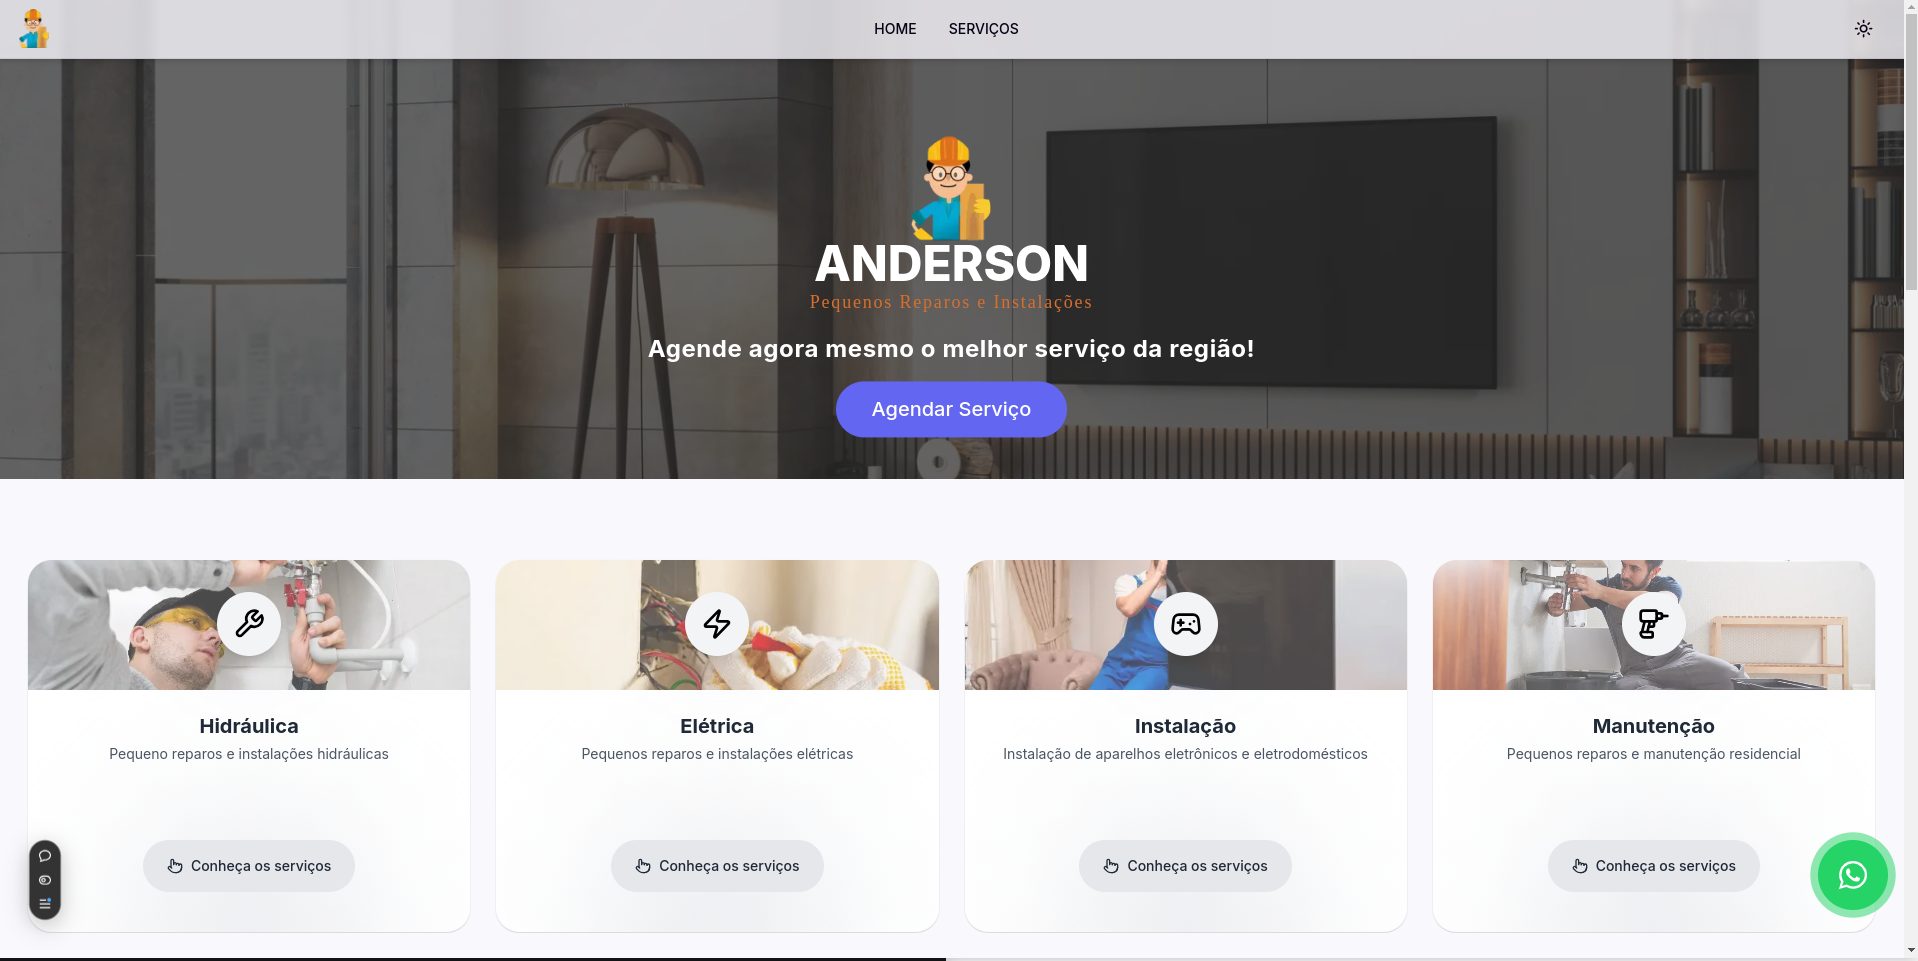 HOME
SERVIÇOS
ANDERSON
Pequenos Reparos e Instalações
Agende agora mesmo o melhor serviço da região!
Agendar Serviço
Hidráulica
Pequeno reparos e instalações hidráulicas
Conheça os serviços
Elétrica
Pequenos reparos e instalações elétricas
Conheça os serviços
Instalação
Instalação de aparelhos eletrônicos e eletrodomésticos
Conheça os serviços
Manutenção
Pequenos reparos e manutenção residencial
Conheça os serviços